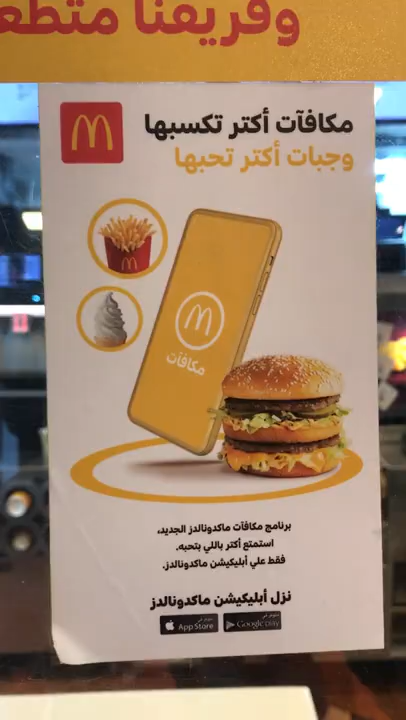 وفريقنا
مكافآت أكتر تكسبها
وجبات أكتر تحبها
مكافآت
برنامج مكافآت ماكدونالدز الجديد،
استمتع أكتر باللي بتحبه.
فقط علي أبليكيشن ماكدونالدز.
نزل أبليكيشن ماكدونالدز
App Store
Google play